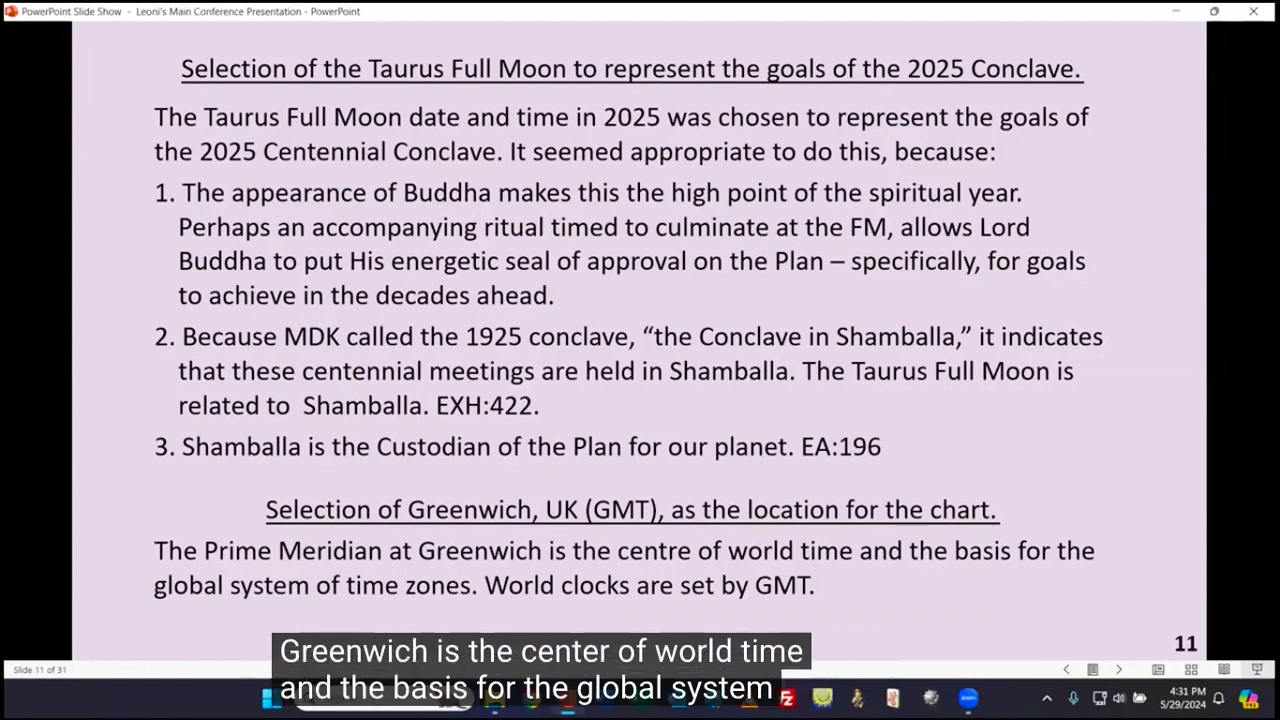 PowerPoint Slide Show - Leoni's Main Conference Presentation - PowerPoint
Selection of the Taurus Full Moon to represent the goals of the 2025 Conclave.
The Taurus Full Moon date and time in 2025 was chosen to represent the goals of
the 2025 Centennial Conclave. It seemed appropriate to do this, because:
1. The appearance of Buddha makes this the high point of the spiritual year.
Perhaps an accompanying ritual timed to culminate at the FM, allows Lord
Buddha to put His energetic seal of approval on the Plan – specifically, for goals
to achieve in the decades ahead.
2. Because MDK called the 1925 conclave, “the Conclave in Shamballa,” it indicates
that these centennial meetings are held in Shamballa. The Taurus Full Moon is
related to Shamballa. EXH:422.
3. Shamballa is the Custodian of the Plan for our planet. EA:196
Selection of Greenwich, UK (GMT), as the location for the chart.
The Prime Meridian at Greenwich is the centre of world time and the basis for the
global system of time zones. World clocks are set by GMT.
11
Greenwich is the center of world time
and the basis for the global system
Slide 11 of 31
4:31 PM
5/29/2024